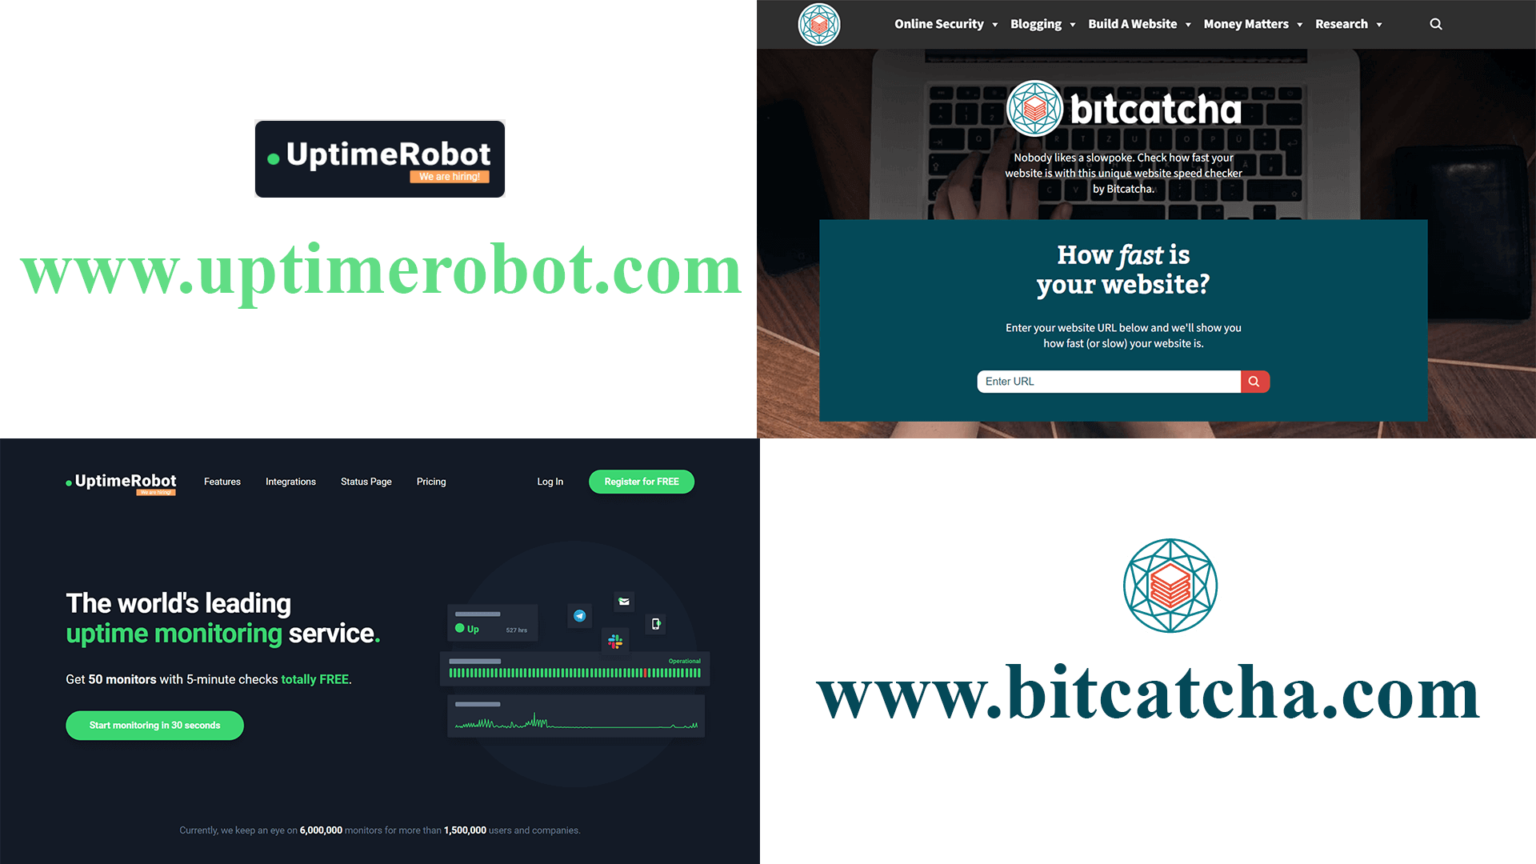 UptimeRobot
We are hiring!
www.uptimerobot.com
Online Security
Blogging
Build A Website
Money Matters
Research
bitcatcha
Nobody likes a slowpoke. Check how fast your
website is with this unique website speed checker
by Bitcatcha.
How fast is
your website?
Enter your website URL below and we'll show you
how fast (or slow) your website is.
Enter URL
UptimeRobot
We are hiring!
Features
Integrations
Status Page
Pricing
Log In
Register for FREE
The world's leading
uptime monitoring service.
Get 50 monitors with 5-minute checks totally FREE.
Start monitoring in 30 seconds
Up
527 hrs
Operational
Currently, we keep an eye on 6,000,000 monitors for more than 1,500,000 users and companies.
www.bitcatcha.com